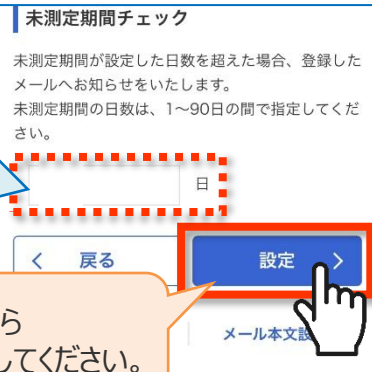 未測定期間チェック
未測定期間が設定した日数を超えた場合、登録した
メールへお知らせをいたします。
未測定期間の日数は、1〜90日の間で指定してくだ
さい。
日
戻る
設定
ら
してください。
メール本文設